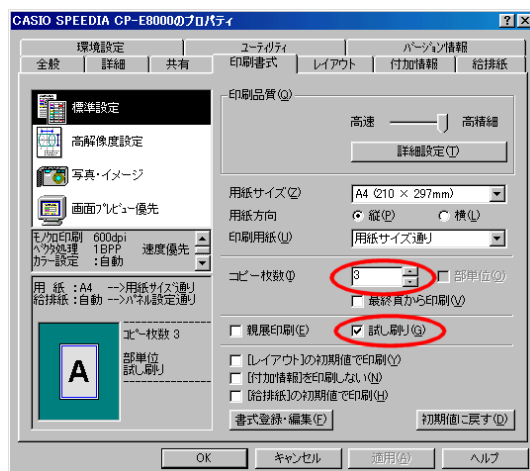 CASIO SPEEDIA CP-E8000のプロパティ
環境設定 ユーティリティ バージョン情報
全般 詳細 共有 印刷書式 レイアウト 付加情報 給排紙
標準設定
高解像度設定
写真・イメージ
画面プレビュー優先
モノクロ印刷 600dpi
ベクタ処理 1BPP 速度優先
カラー設定 :自動
用 紙 :A4 -->用紙サイズ通り
給排紙 :自動 -->パネル設定通り
コピー枚数 3
部単位
試し刷り
A
印刷品質(Q)
高速 高精細
詳細設定(T)
用紙サイズ(Z) A4 (210 × 297mm)
用紙方向 縦(P) 横(L)
印刷用紙(U) 用紙サイズ通り
コピー枚数(I) 3 部単位(O)
最終頁から印刷(V)
親展印刷(E) 試し刷り(G)
[レイアウト]の初期値で印刷(Y)
[付加情報]を印刷しない(N)
[給排紙]の初期値で印刷(H)
書式登録・編集(F) 初期値に戻す(D)
OK キャンセル 適用(A) ヘルプ